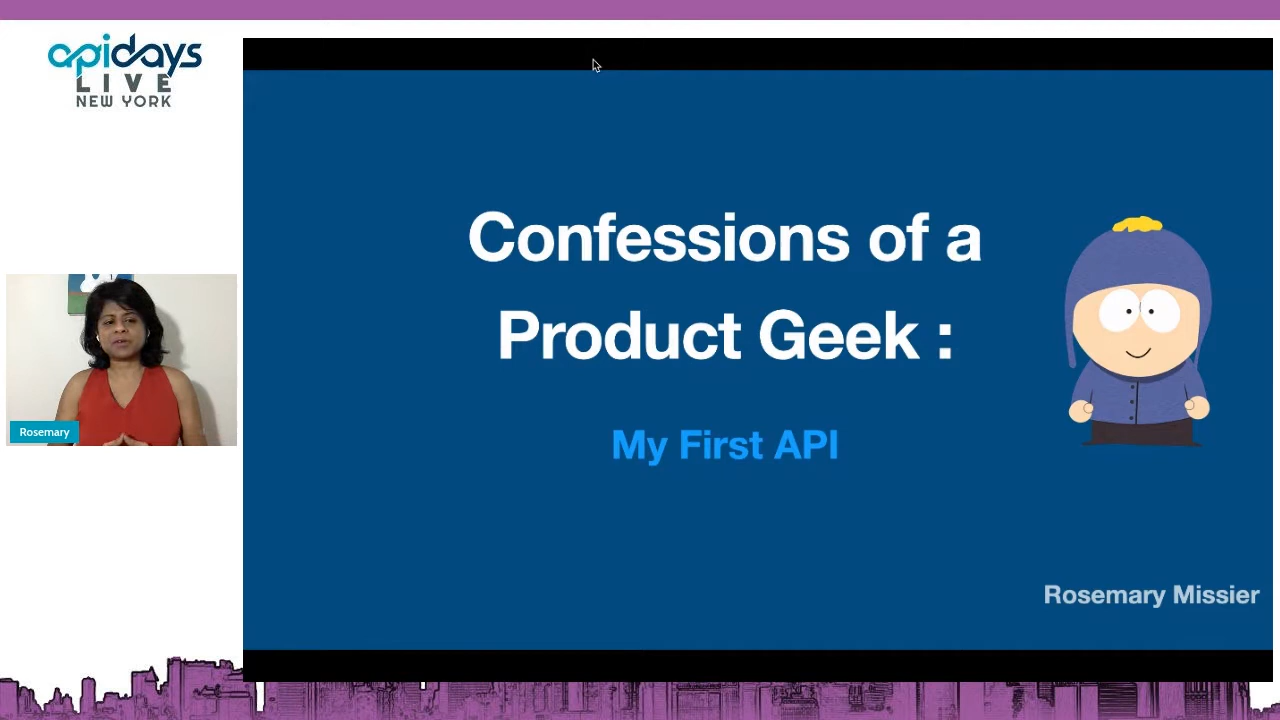 apidays
LIVE
NEW YORK
Confessions of a
Product Geek :
My First API
Rosemary
Rosemary Missier